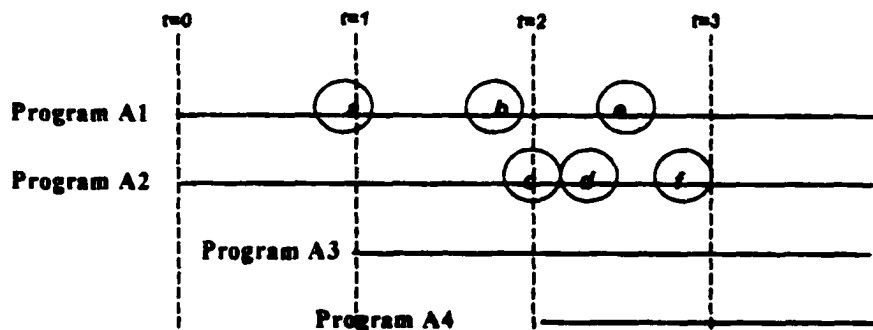 t=0 t=1 t=2 t=3
a b e
Program A1
c d f
Program A2
Program A3
Program A4